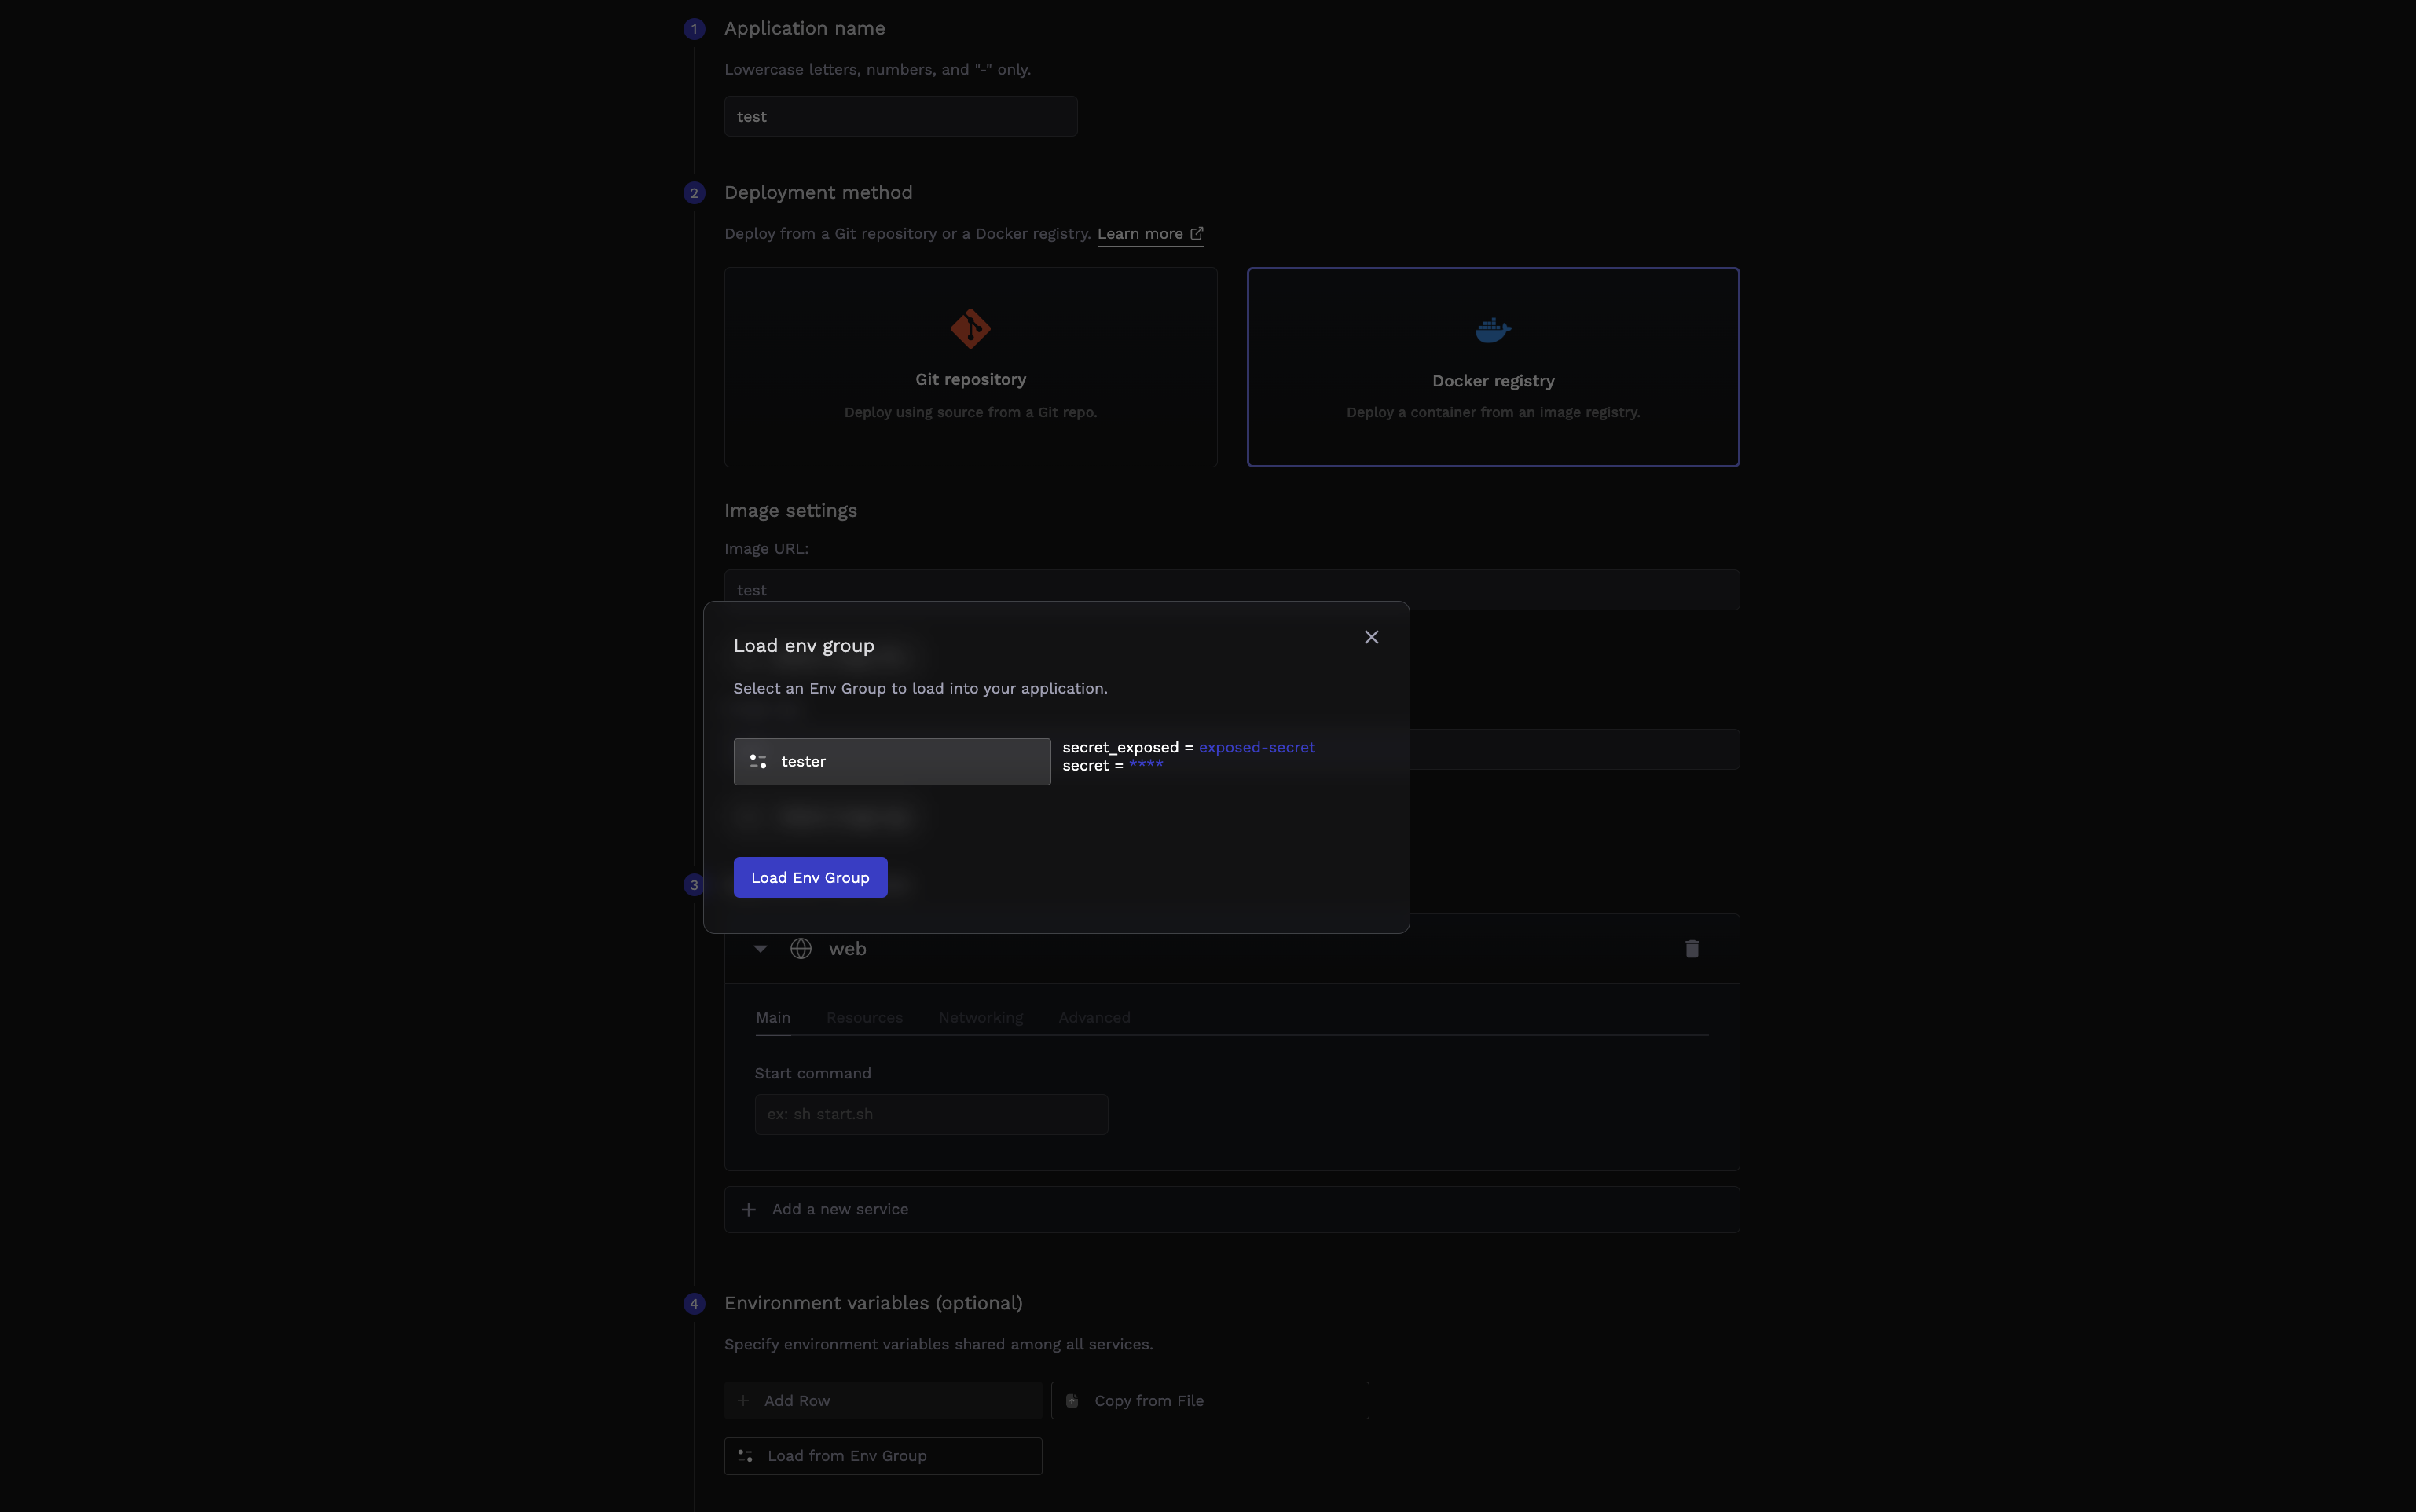 1
Application name
Lowercase letters, numbers, and "-" only.
test
2
Deployment method
Deploy from a Git repository or a Docker registry. Learn more
Git repository
Deploy using source from a Git repo.
Docker registry
Deploy a container from an image registry.
Image settings
Image URL:
test
Load env group
Select an Env Group to load into your application.
tester
secret_exposed = exposed-secret
secret = ****
Load Env Group
3
web
Main Resources Networking Advanced
Start command
ex: sh start.sh
Add a new service
4
Environment variables (optional)
Specify environment variables shared among all services.
Add Row
Copy from File
Load from Env Group